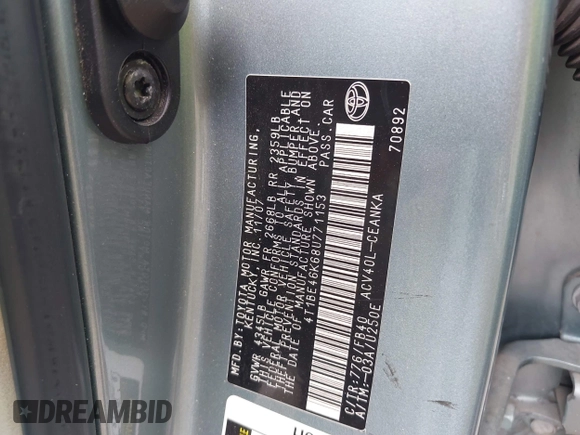 MFD.BY:TOYOTA MOTOR MANUFACTURING,
KENTUCKY, INC. 11/07
GVWR 4345LB GAWR FR 2668LB RR 2359LB
THIS VEHICLE CONFORMS TO ALL APPLICABLE
FEDERAL MOTOR VEHICLE SAFETY, BUMPER,AND
THEFT PREVENTION STANDARDS IN EFFECT ON
THE DATE OF MANUFACTURE SHOWN ABOVE.
4T1BE46K68U771153 PASS.CAR
C/TR:776/FB40 ACV40L-CEANKA
A/TM:-03A/U250E
70892
DREAMBID